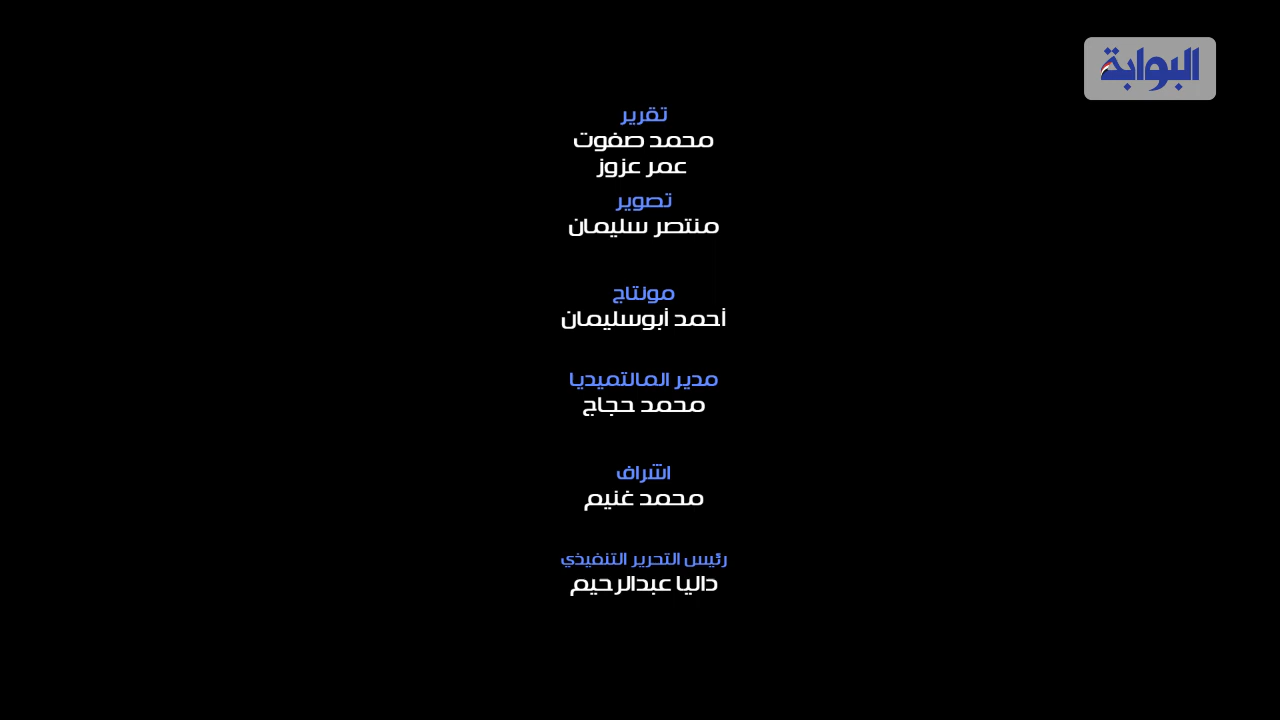 البوابة
تقرير
محمد صفوت
عمر عزوز
تصوير
منتصر سليمان
مونتاج
أحمد أبوسليمان
مدير المالتميديا
محمد حجاج
اشراف
محمد غنيم
رئيس التحرير التنفيذي
داليا عبدالرحيم